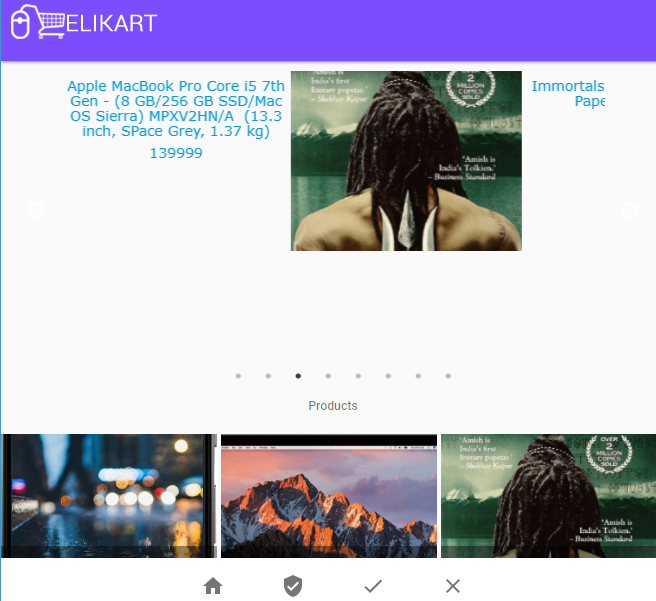 ELIKART
Apple MacBook Pro Core i5 7th
Gen - (8 GB/256 GB SSD/Mac
OS Sierra) MPXV2HN/A (13.3
inch, SPace Grey, 1.37 kg)
139999
'Amish is
India's first
literary popstar.'
– Shekhar Kapur
2
MILLION
COPIES
SOLD
'Amish is
India's Tolkien.'
– Business Standard
Immortals
Pape
Products
'Amish is
India's first
literary popstar.'
– Shekhar Kapur
OVER
2
MILLION
COPIES
SOLD
'Amish is
India's Tolkien.'
– Business Standard